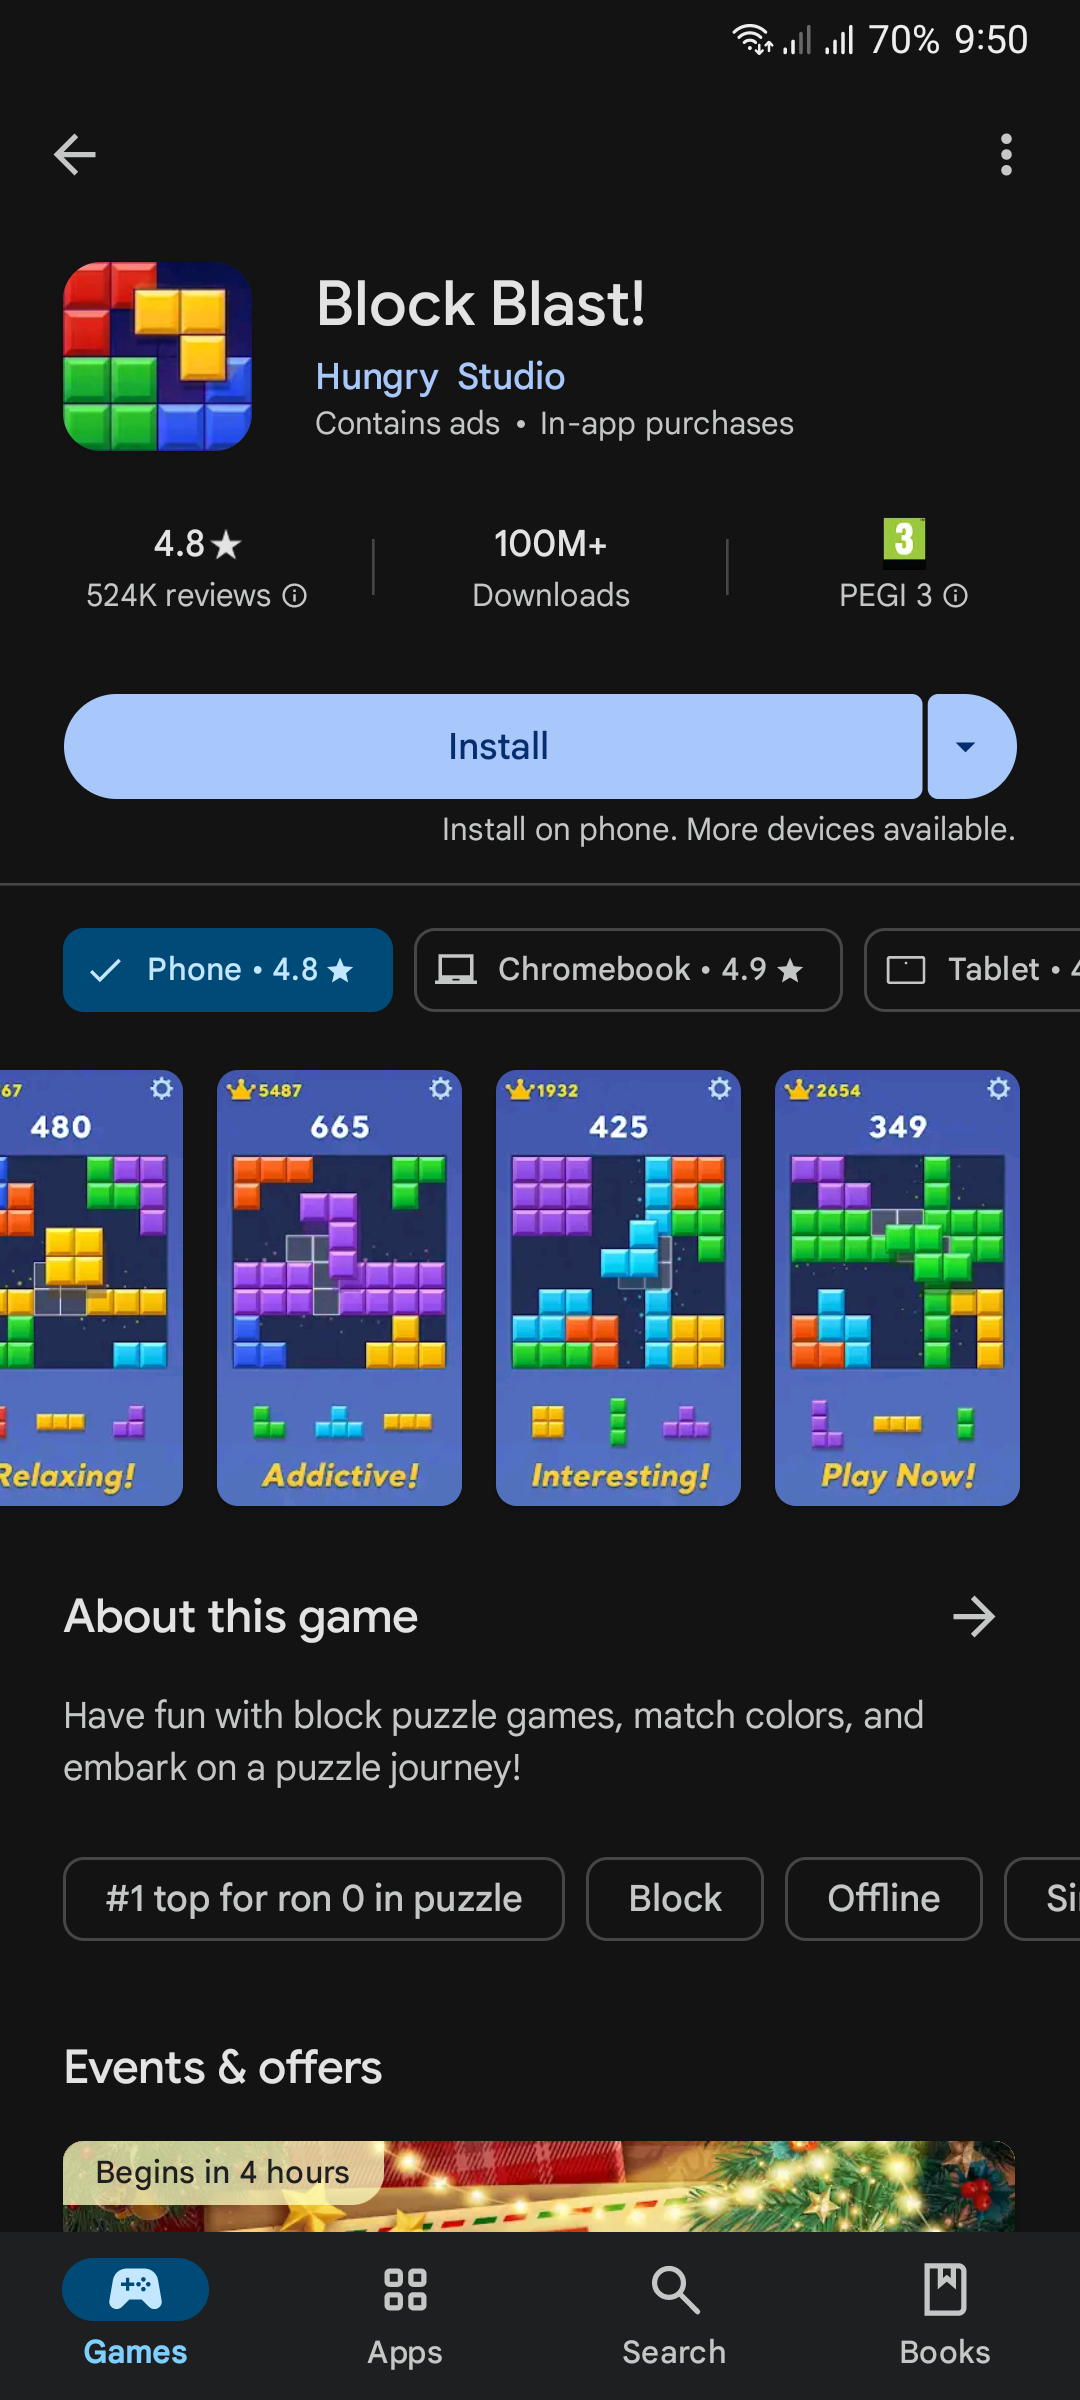 70% 9:50
Block Blast!
Hungry Studio
Contains ads • In-app purchases
4.8★ 100M+ 3
524K reviews Downloads PEGI 3
Install
Install on phone. More devices available.
Phone • 4.8★ Chromebook • 4.9★ Tablet • 4
67 5487 1932 2654
480 665 425 349
Relaxing! Addictive! Interesting! Play Now!
About this game
Have fun with block puzzle games, match colors, and
embark on a puzzle journey!
#1 top for ron 0 in puzzle Block Offline
Events & offers
Begins in 4 hours
Games Apps Search Books